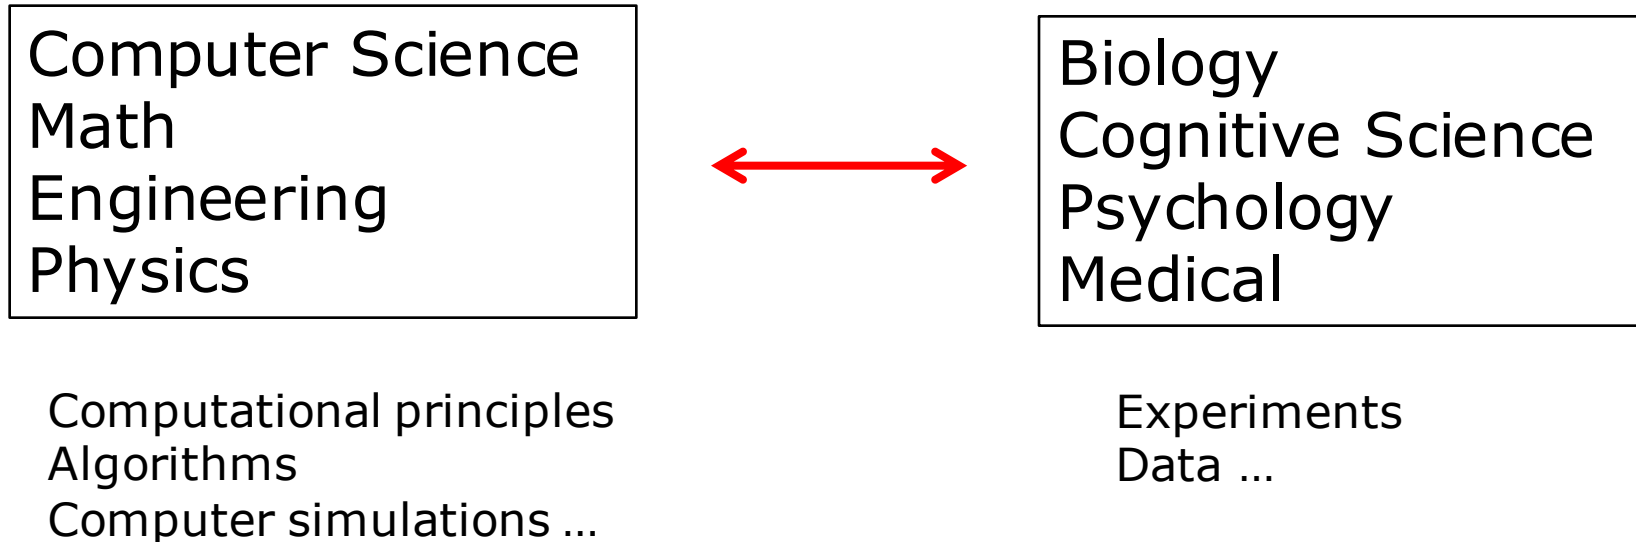 Computer Science
Math
Engineering
Physics
Biology
Cognitive Science
Psychology
Medical
Computational principles
Algorithms
Computer simulations ...
Experiments
Data ...